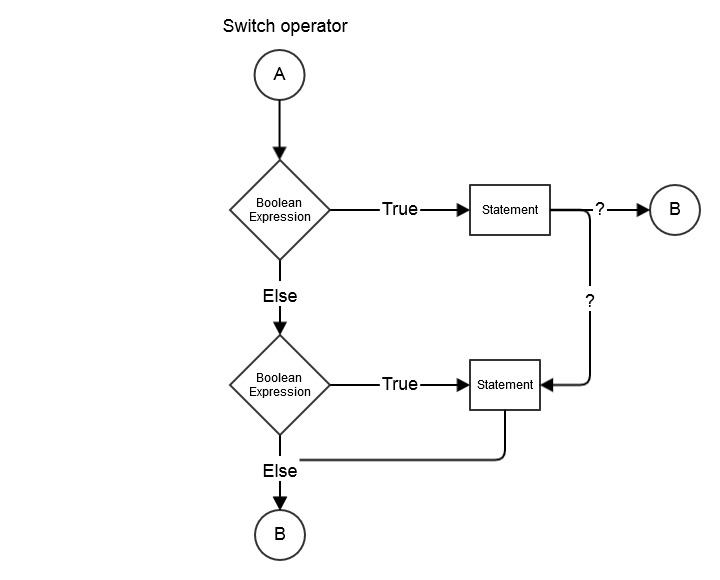 Switch operator
A
Boolean
Expression
True
Statement
?
B
Else
?
Boolean
Expression
True
Statement
Else
B